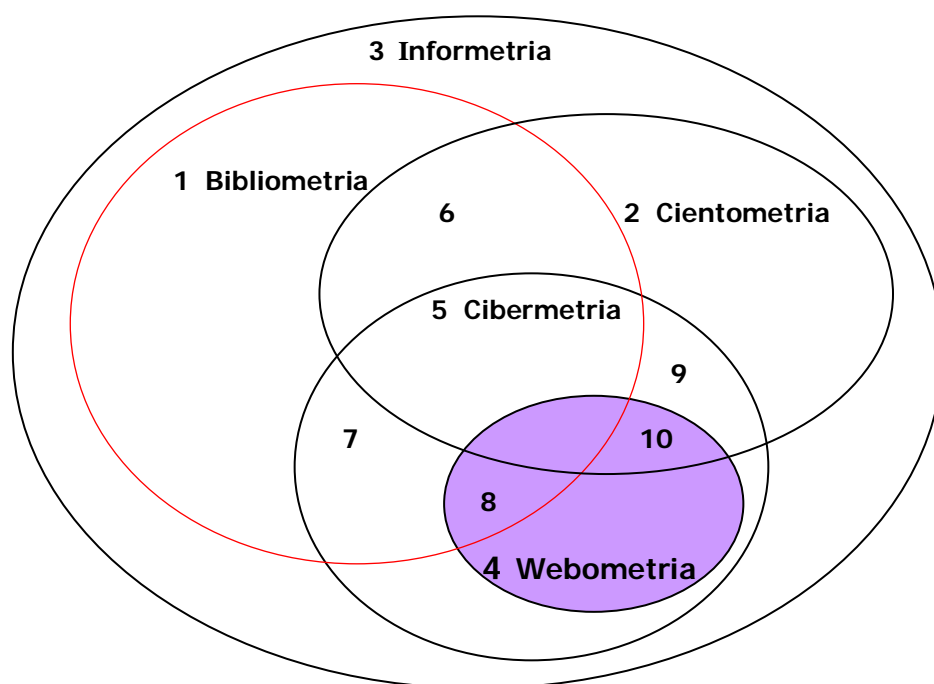 3 Informetria
1 Bibliometria
6
2 Cientometria
5 Cibermetria
9
7
10
8
4 Webometria